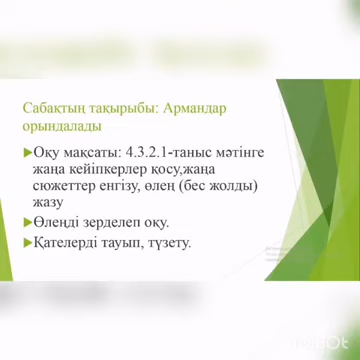 Сабақтың тақырыбы: Армандар
орындалады
Оқу мақсаты: 4.3.2.1-таныс мәтінге
жаңа кейіпкерлер қосу,жаңа
сюжеттер енгізу, өлең (бес жолды)
жазу
Өлеңді зерделеп оқу.
Қателерді тауып, түзету.